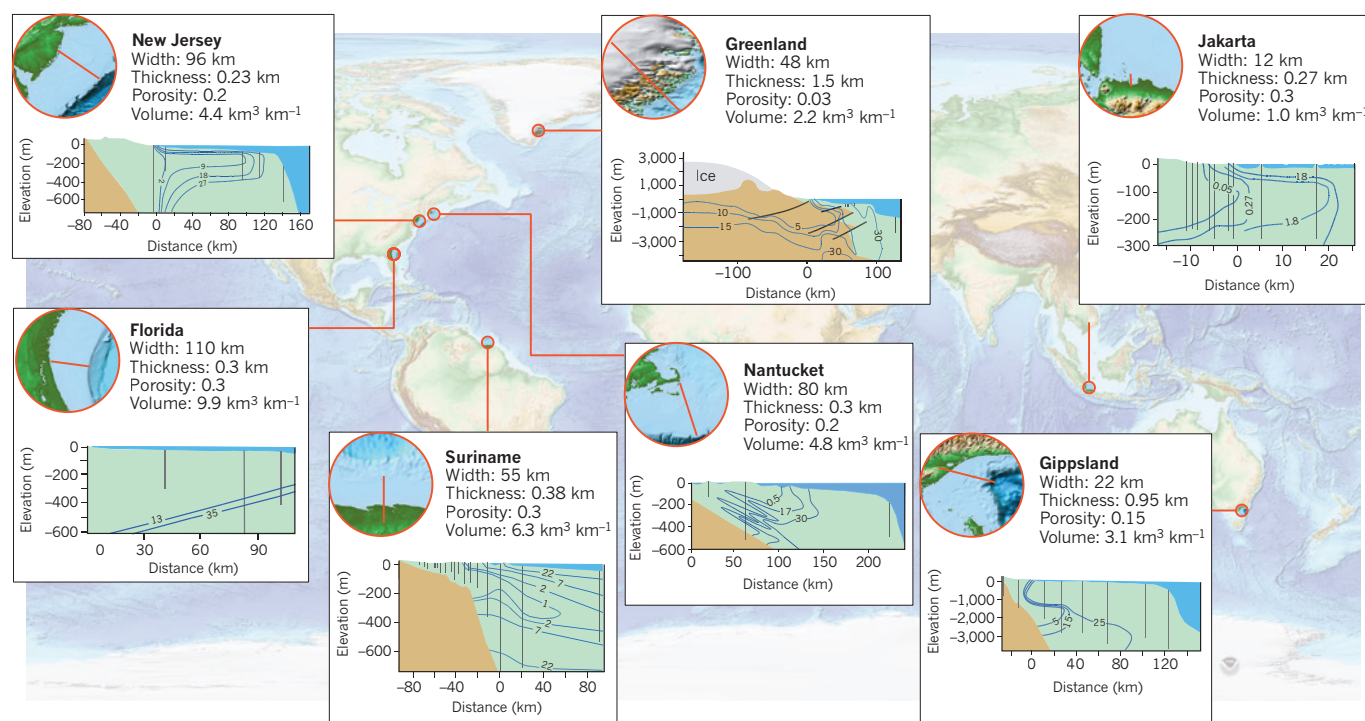 New Jersey
Width: 96 km
Thickness: 0.23 km
Porosity: 0.2
Volume: 4.4 km³ km⁻¹
Elevation (m)
0
−200
−400
−600
2
9
18
27
−80 −40 0 40 80 120 160
Distance (km)
Greenland
Width: 48 km
Thickness: 1.5 km
Porosity: 0.03
Volume: 2.2 km³ km⁻¹
Elevation (m)
3,000
1,000
−1,000
−3,000
Ice
10
15
5
30
30
−100 0 100
Distance (km)
Jakarta
Width: 12 km
Thickness: 0.27 km
Porosity: 0.3
Volume: 1.0 km³ km⁻¹
Elevation (m)
0
−100
−200
−300
0.05
0.27
18
1.8
−10 0 10 20
Distance (km)
Florida
Width: 110 km
Thickness: 0.3 km
Porosity: 0.3
Volume: 9.9 km³ km⁻¹
Elevation (m)
0
−200
−400
−600
13
35
0 30 60 90
Distance (km)
Suriname
Width: 55 km
Thickness: 0.38 km
Porosity: 0.3
Volume: 6.3 km³ km⁻¹
Elevation (m)
0
−200
−400
−600
22
7
2
1
2
7
22
−80 −40 0 40 80
Distance (km)
Nantucket
Width: 80 km
Thickness: 0.3 km
Porosity: 0.2
Volume: 4.8 km³ km⁻¹
Elevation (m)
0
−200
−400
−600
0.5
17
30
0 50 100 150 200
Distance (km)
Gippsland
Width: 22 km
Thickness: 0.95 km
Porosity: 0.15
Volume: 3.1 km³ km⁻¹
Elevation (m)
0
−1,000
−2,000
−3,000
5
15
25
0 40 80 120
Distance (km)